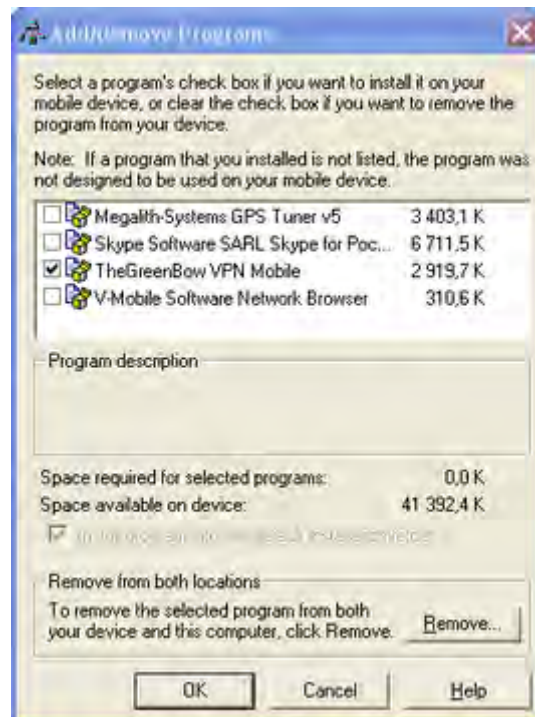 Add/Remove Programs
Select a program's check box if you want to install it on your
mobile device, or clear the check box if you want to remove the
program from your device.
Note: If a program that you installed is not listed, the program was
not designed to be used on your mobile device.
Megalith-Systems GPS Tuner v5 3 403,1 K
Skype Software SARL Skype for Poc... 6 711,5 K
TheGreenBow VPN Mobile 2 919,7 K
V-Mobile Software Network Browser 310,6 K
Program description
Space required for selected programs: 0,0 K
Space available on device: 41 392,4 K
Remove from both locations
To remove the selected program from both
your device and this computer, click Remove.
Remove...
OK Cancel Help